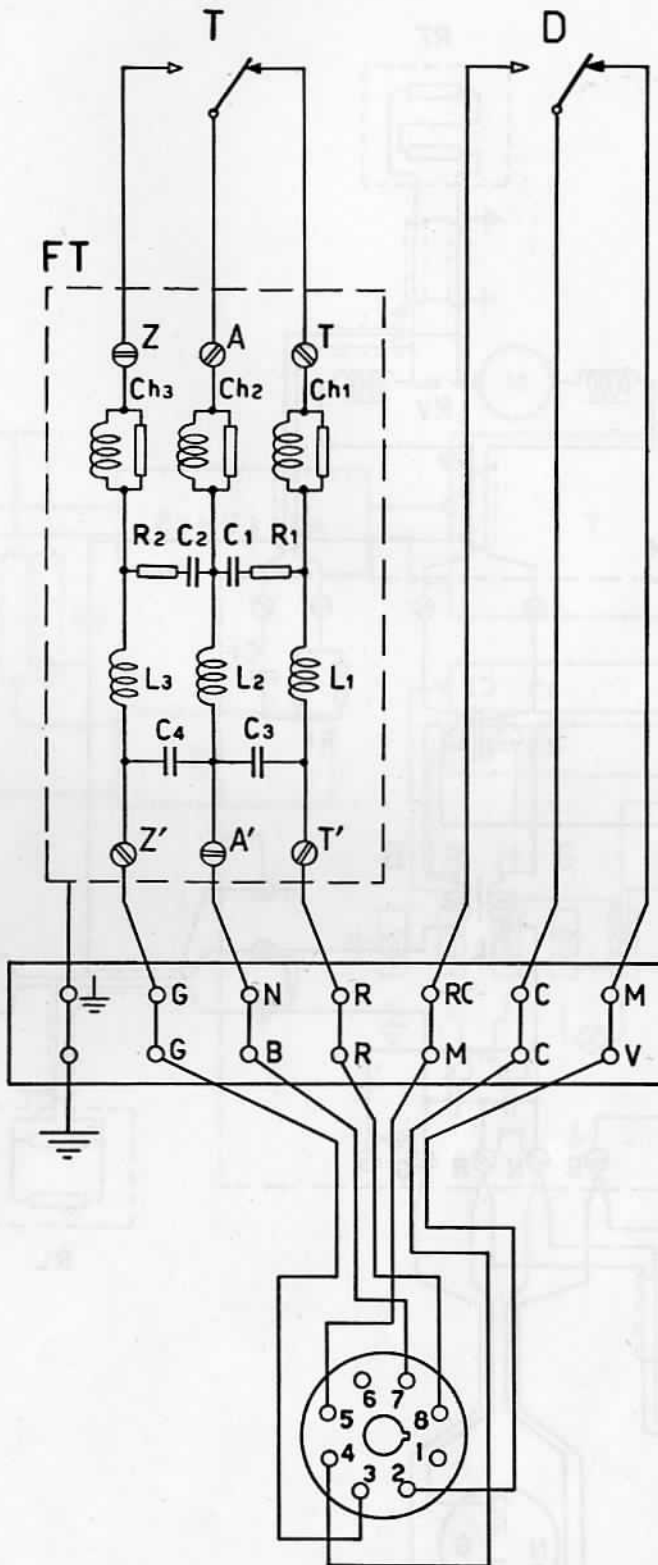 T D
FT
Z A T
Ch3 Ch2 Ch1
R2 C2 C1 R1
L3 L2 L1
C4 C3
Z' A' T'
G N R RC C M
G B R M C V
6 7
5 8
4 1
3 2